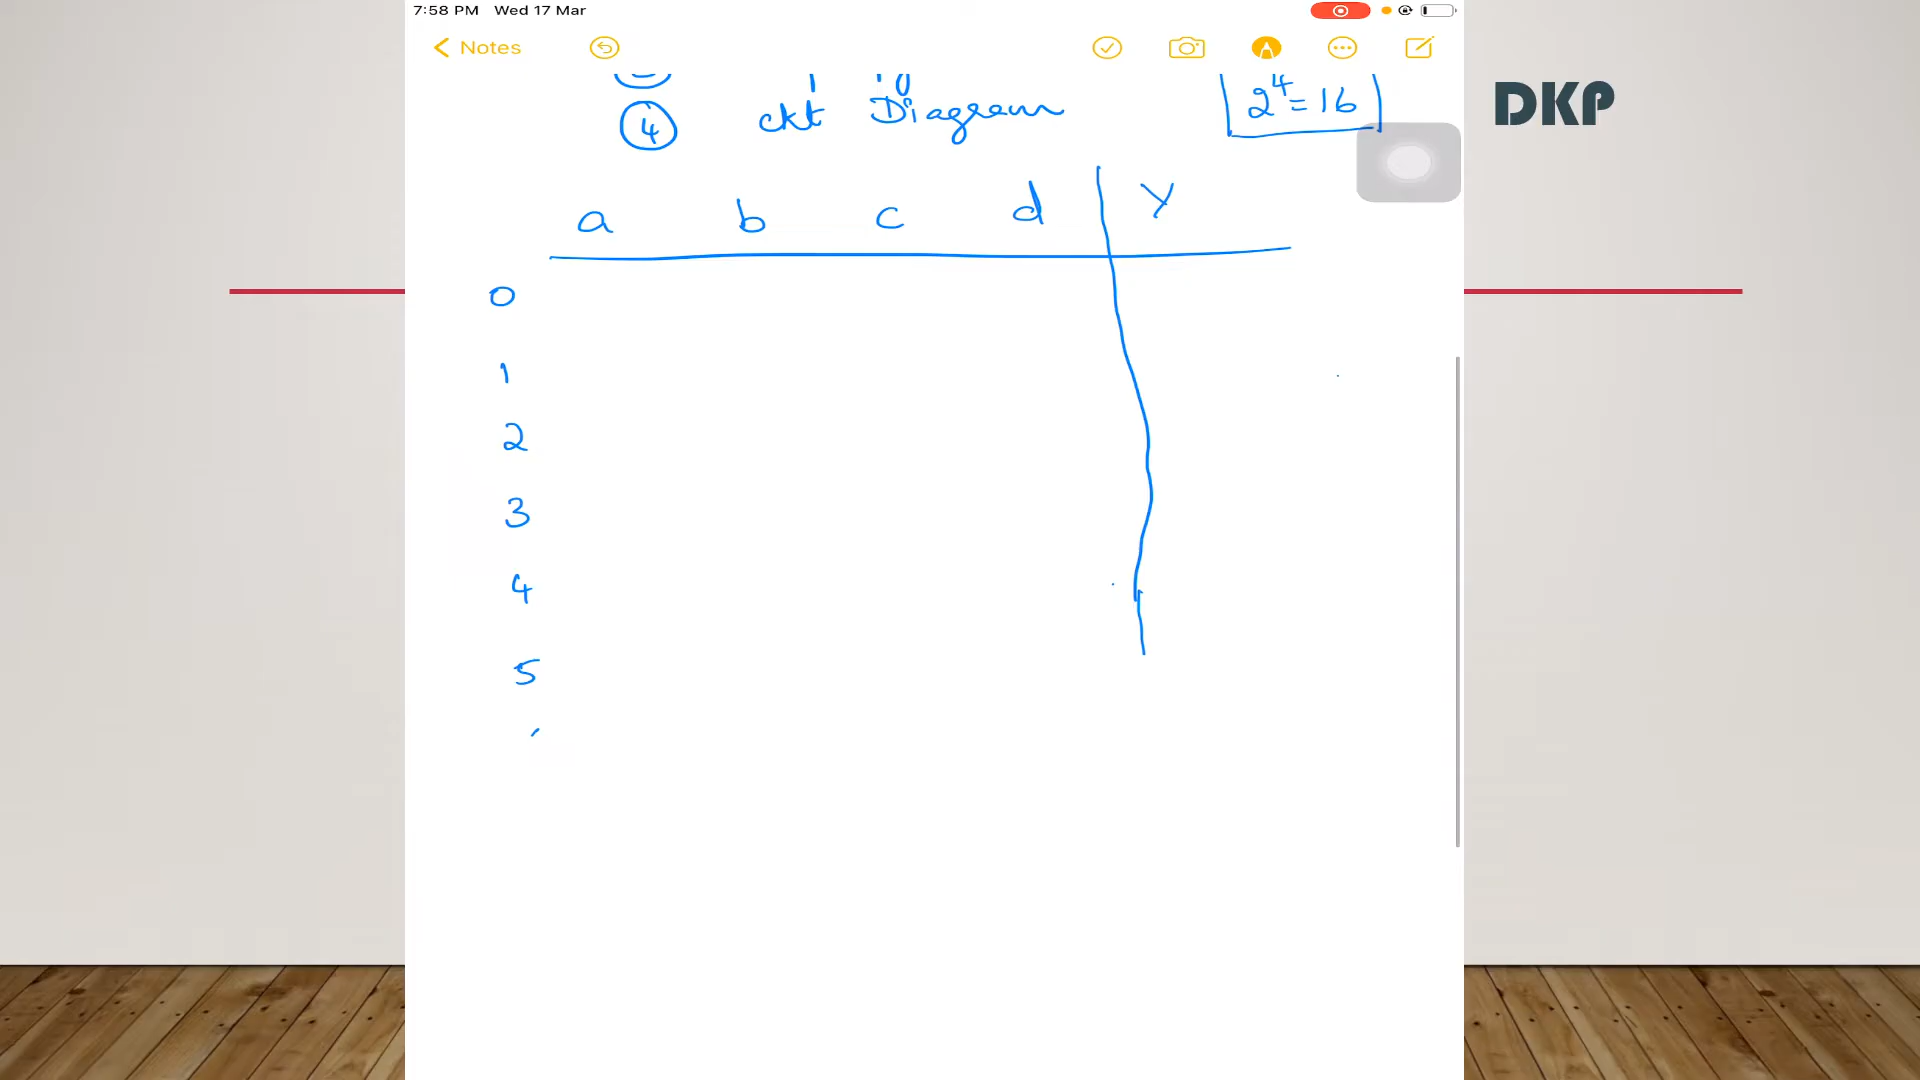 7:58 PM Wed 17 Mar
Notes
DKP
4 ckt Diagram
2⁴ = 16
a b c d Y
0
1
2
3
4
5